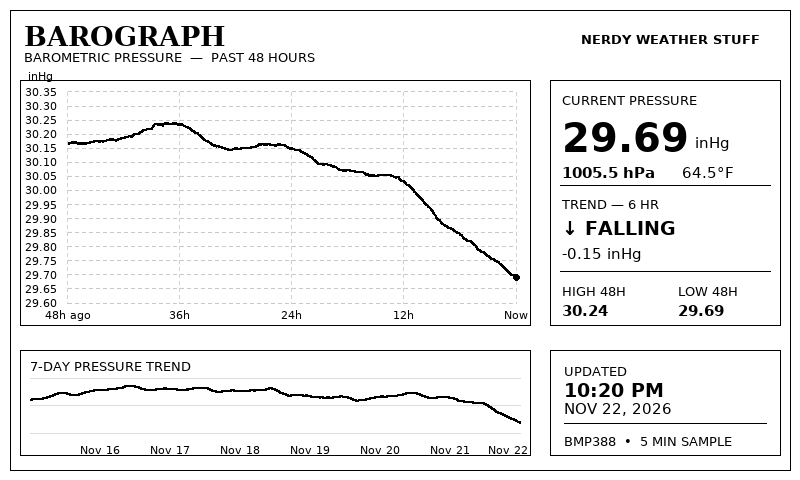 BAROGRAPH
BAROMETRIC PRESSURE — PAST 48 HOURS
NERDY WEATHER STUFF
inHg
30.35
30.30
30.25
30.20
30.15
30.10
30.05
30.00
29.95
29.90
29.85
29.80
29.75
29.70
29.65
29.60
48h ago 36h 24h 12h Now
CURRENT PRESSURE
29.69 inHg
1005.5 hPa 64.5°F
TREND — 6 HR
↓ FALLING
-0.15 inHg
HIGH 48H LOW 48H
30.24 29.69
7-DAY PRESSURE TREND
Nov 16 Nov 17 Nov 18 Nov 19 Nov 20 Nov 21 Nov 22
UPDATED
10:20 PM
NOV 22, 2026
BMP388 • 5 MIN SAMPLE